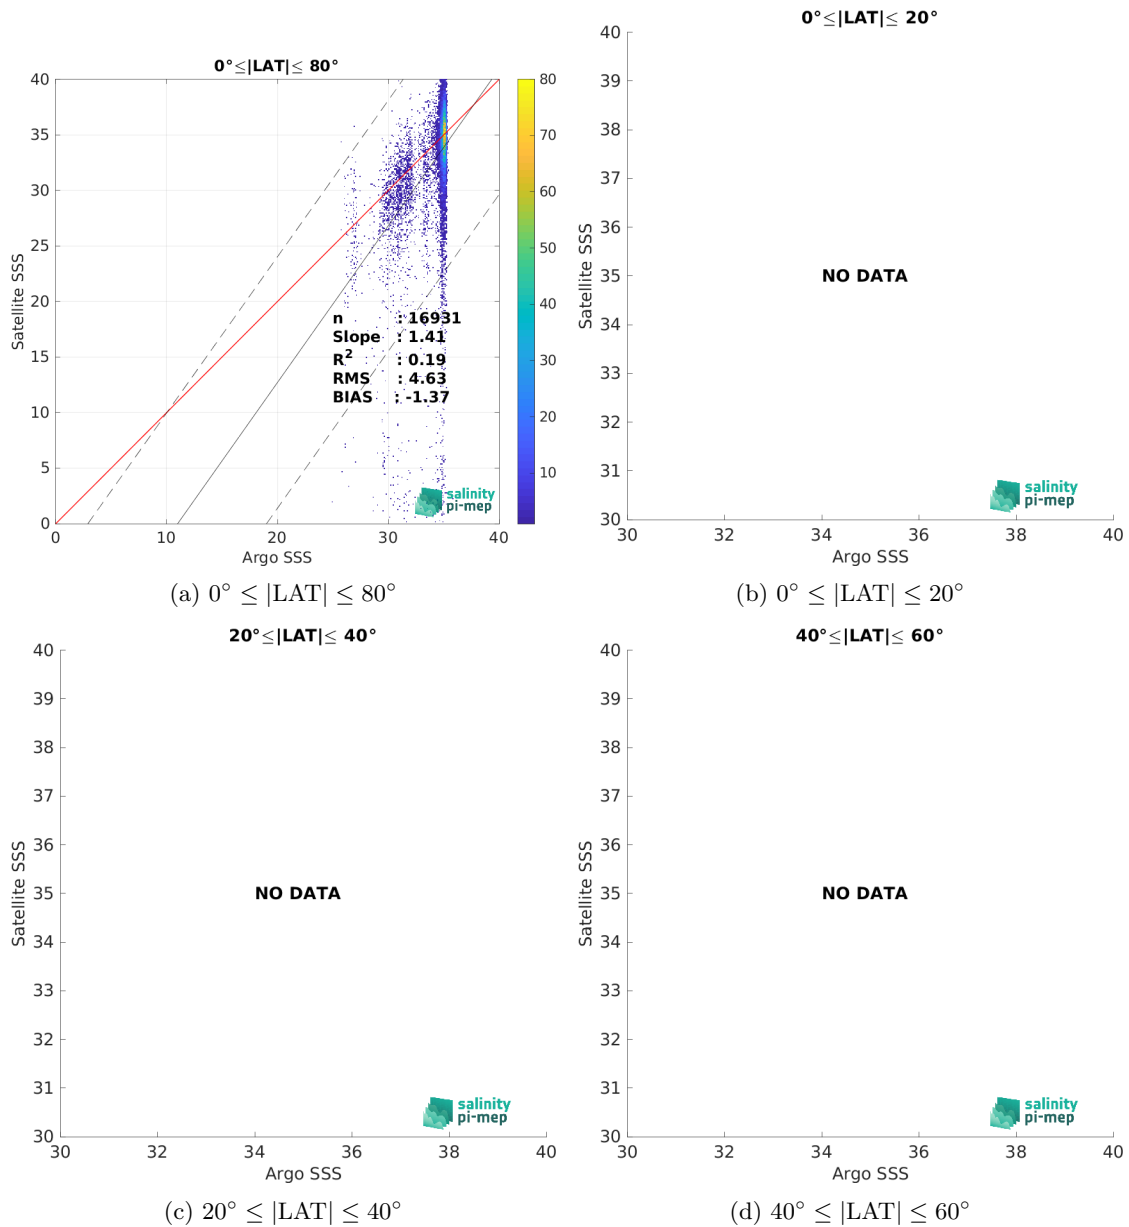 0°≤|LAT|≤ 80°
40
35
30
25
20
15
10
5
0
0
10
20
30
40
Satellite SSS
Argo SSS
80
70
60
50
40
30
20
10
n : 16931
Slope : 1.41
R² : 0.19
RMS : 4.63
BIAS : -1.37
salinity
pi-mep
(a) 0° ≤ |LAT| ≤ 80°
0°≤|LAT|≤ 20°
40
39
38
37
36
35
34
33
32
31
30
30
32
34
36
38
40
Satellite SSS
Argo SSS
NO DATA
salinity
pi-mep
(b) 0° ≤ |LAT| ≤ 20°
20°≤|LAT|≤ 40°
40
39
38
37
36
35
34
33
32
31
30
30
32
34
36
38
40
Satellite SSS
Argo SSS
NO DATA
salinity
pi-mep
(c) 20° ≤ |LAT| ≤ 40°
40°≤|LAT|≤ 60°
40
39
38
37
36
35
34
33
32
31
30
30
32
34
36
38
40
Satellite SSS
Argo SSS
NO DATA
salinity
pi-mep
(d) 40° ≤ |LAT| ≤ 60°